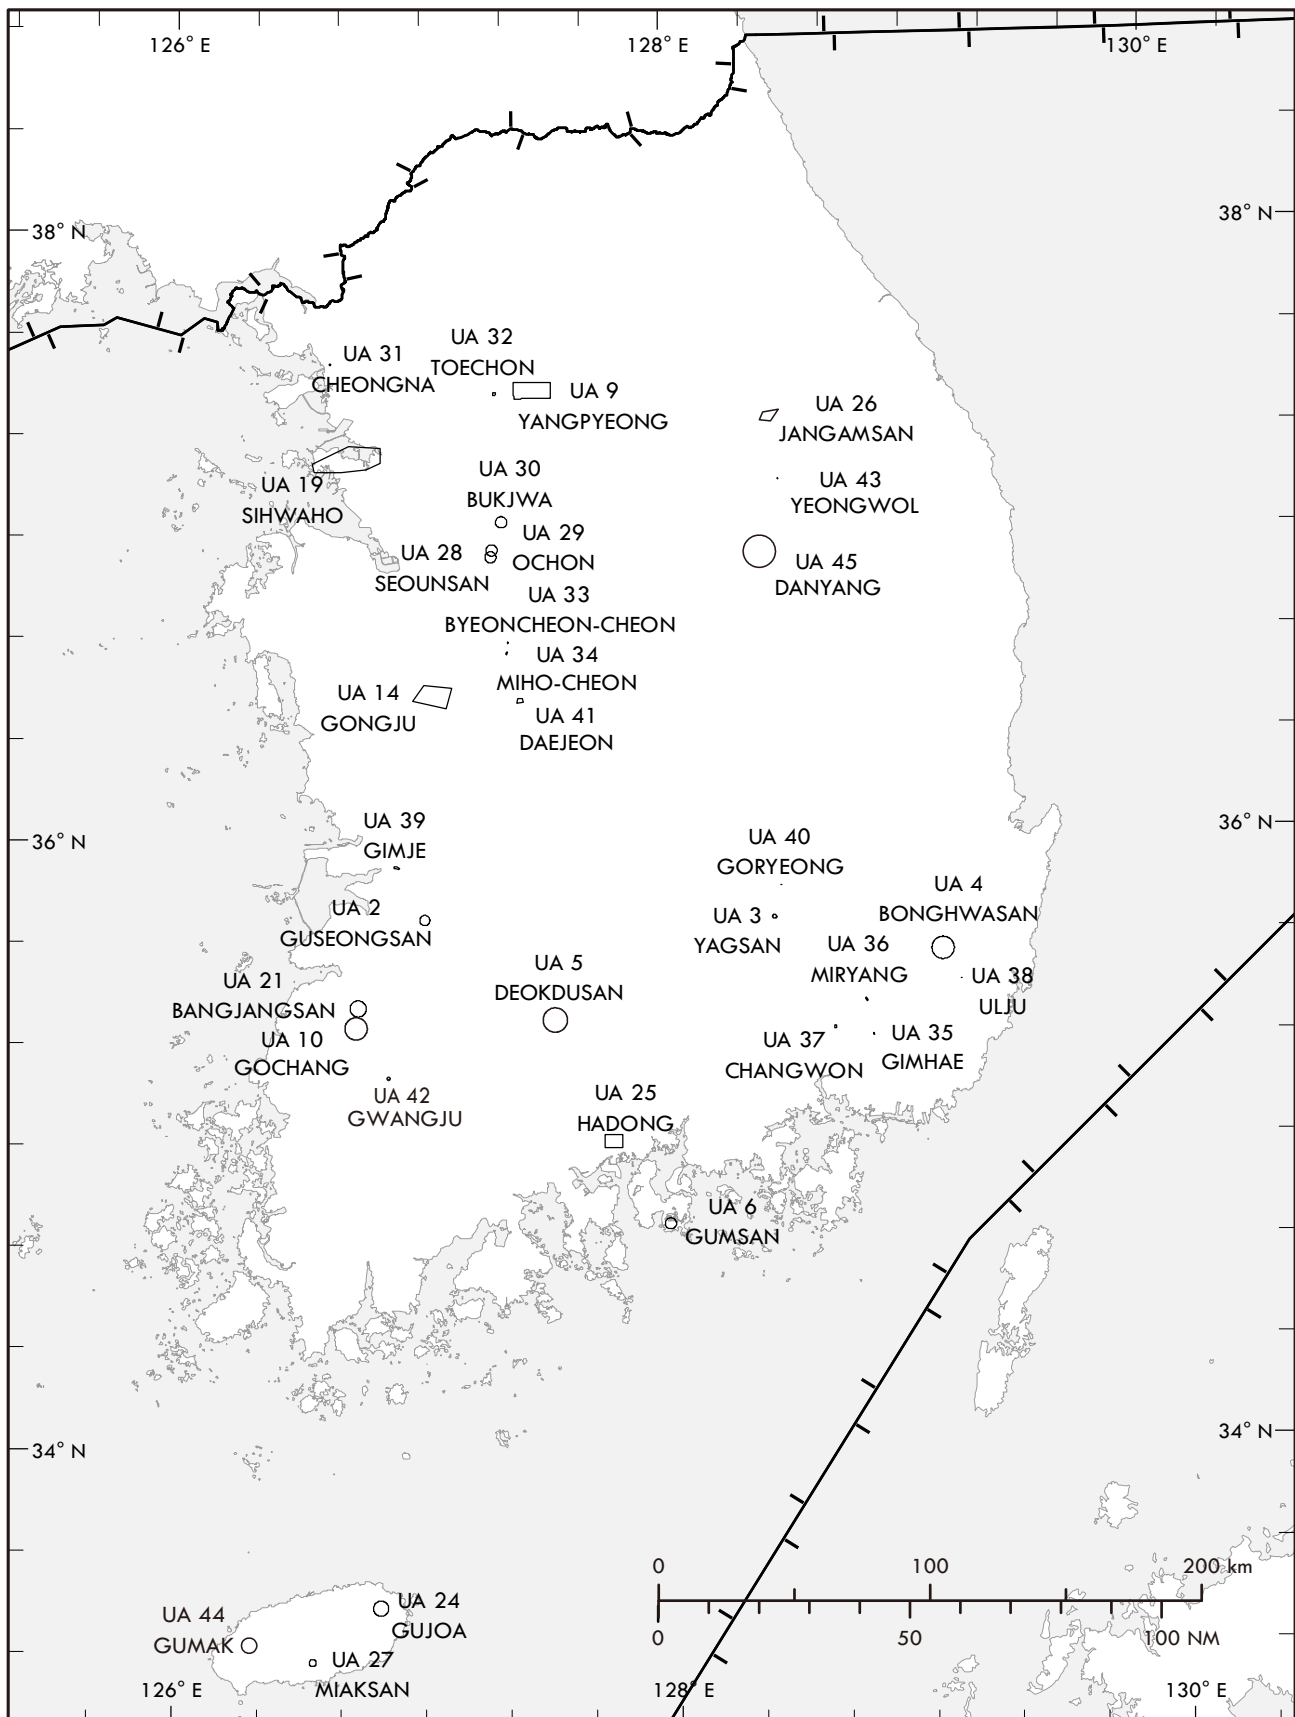 126° E
128° E
130° E
38° N
38° N
UA 32
TOECHON
UA 31
CHEONGNA
UA 9
YANGPYEONG
UA 26
JANGAMSAN
UA 19
SIHWAHO
UA 30
BUKJWA
UA 43
YEONGWOL
UA 29
OCHON
UA 28
SEOUNSAN
UA 45
DANYANG
UA 33
BYEONCHEON-CHEON
UA 34
MIHO-CHEON
UA 14
GONGJU
UA 41
DAEJEON
36° N
36° N
UA 39
GIMJE
UA 40
GORYEONG
UA 4
BONGHWASAN
UA 2
GUSEONGSAN
UA 3
YAGSAN
UA 36
MIRYANG
UA 5
DEOKDUSAN
UA 38
ULJU
UA 21
BANGJANGSAN
UA 10
GOCHANG
UA 37
CHANGWON
UA 35
GIMHAE
UA 42
GWANGJU
UA 25
HADONG
UA 6
GUMSAN
34° N
34° N
0 100 200 km
0 50 100 NM
UA 24
GUJOA
UA 44
GUMAK
UA 27
MIAKSAN
126° E
128° E
130° E